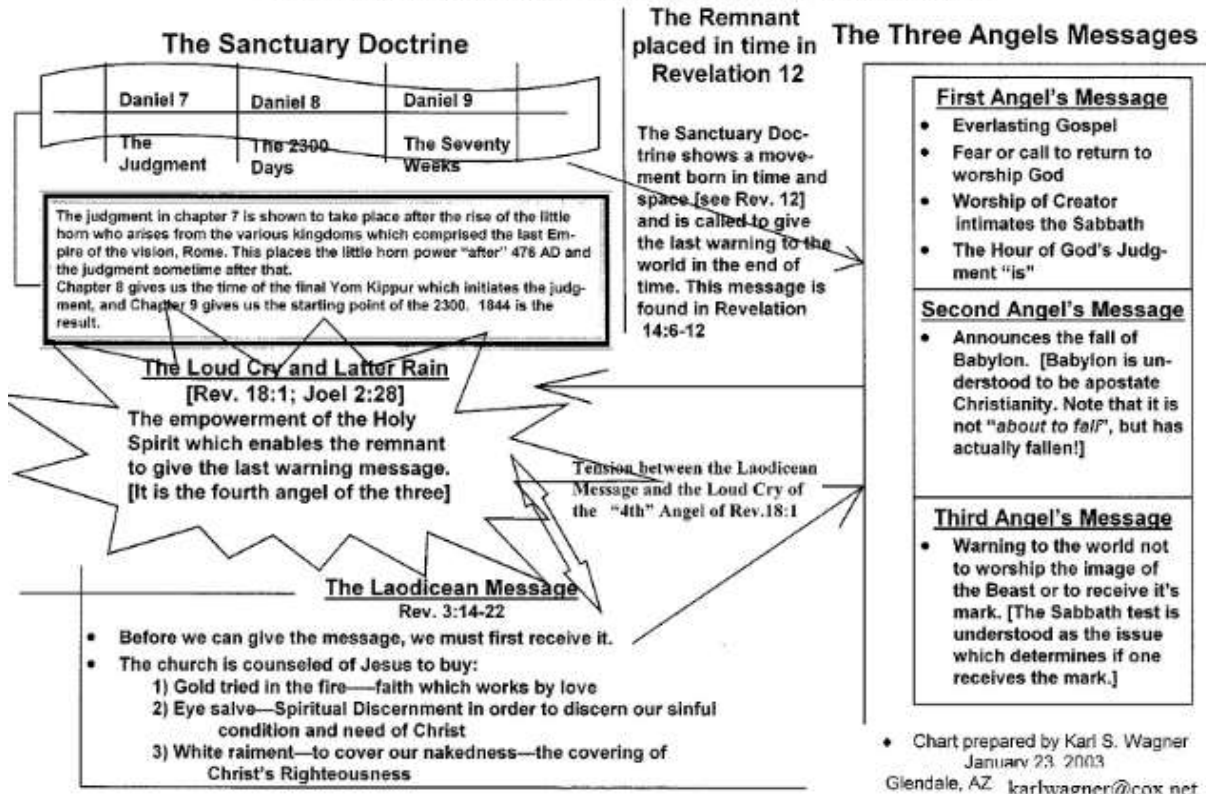 The Sanctuary Doctrine
Daniel 7
Daniel 8
Daniel 9
The
Judgment
The 2300
Days
The Seventy
Weeks
The judgment in chapter 7 is shown to take place after the rise of the little
horn who arises from the various kingdoms which comprised the last Em-
pire of the vision, Rome. This places the little horn power "after" 476 AD and
the judgment sometime after that.
Chapter 8 gives us the time of the final Yom Kippur which initiates the judg-
ment, and Chapter 9 gives us the starting point of the 2300. 1844 is the
result.
The Remnant
placed in time in
Revelation 12
The Sanctuary Doc-
trine shows a move-
ment born in time and
space [see Rev. 12]
and is called to give
the last warning to the
world in the end of
time. This message is
found in Revelation
14:6-12
The Three Angels Messages
First Angel's Message
• Everlasting Gospel
• Fear or call to return to
worship God
• Worship of Creator
intimates the Sabbath
• The Hour of God's Judg-
ment "is"
Second Angel's Message
• Announces the fall of
Babylon. [Babylon is un-
derstood to be apostate
Christianity. Note that it is
not "about to fall", but has
actually fallen!]
Third Angel's Message
• Warning to the world not
to worship the image of
the Beast or to receive it's
mark. [The Sabbath test is
understood as the issue
which determines if one
receives the mark.]
The Loud Cry and Latter Rain
[Rev. 18:1; Joel 2:28]
The empowerment of the Holy
Spirit which enables the remnant
to give the last warning message.
[It is the fourth angel of the three]
Tension between the Laodicean
Message and the Loud Cry of
the "4th" Angel of Rev.18:1
The Laodicean Message
Rev. 3:14-22
• Before we can give the message, we must first receive it.
• The church is counseled of Jesus to buy:
1) Gold tried in the fire—faith which works by love
2) Eye salve—Spiritual Discernment in order to discern our sinful
condition and need of Christ
3) White raiment—to cover our nakedness—the covering of
Christ's Righteousness
♦ Chart prepared by Karl S. Wagner
January 23, 2003
Glendale, AZ karlwagner@cox.net